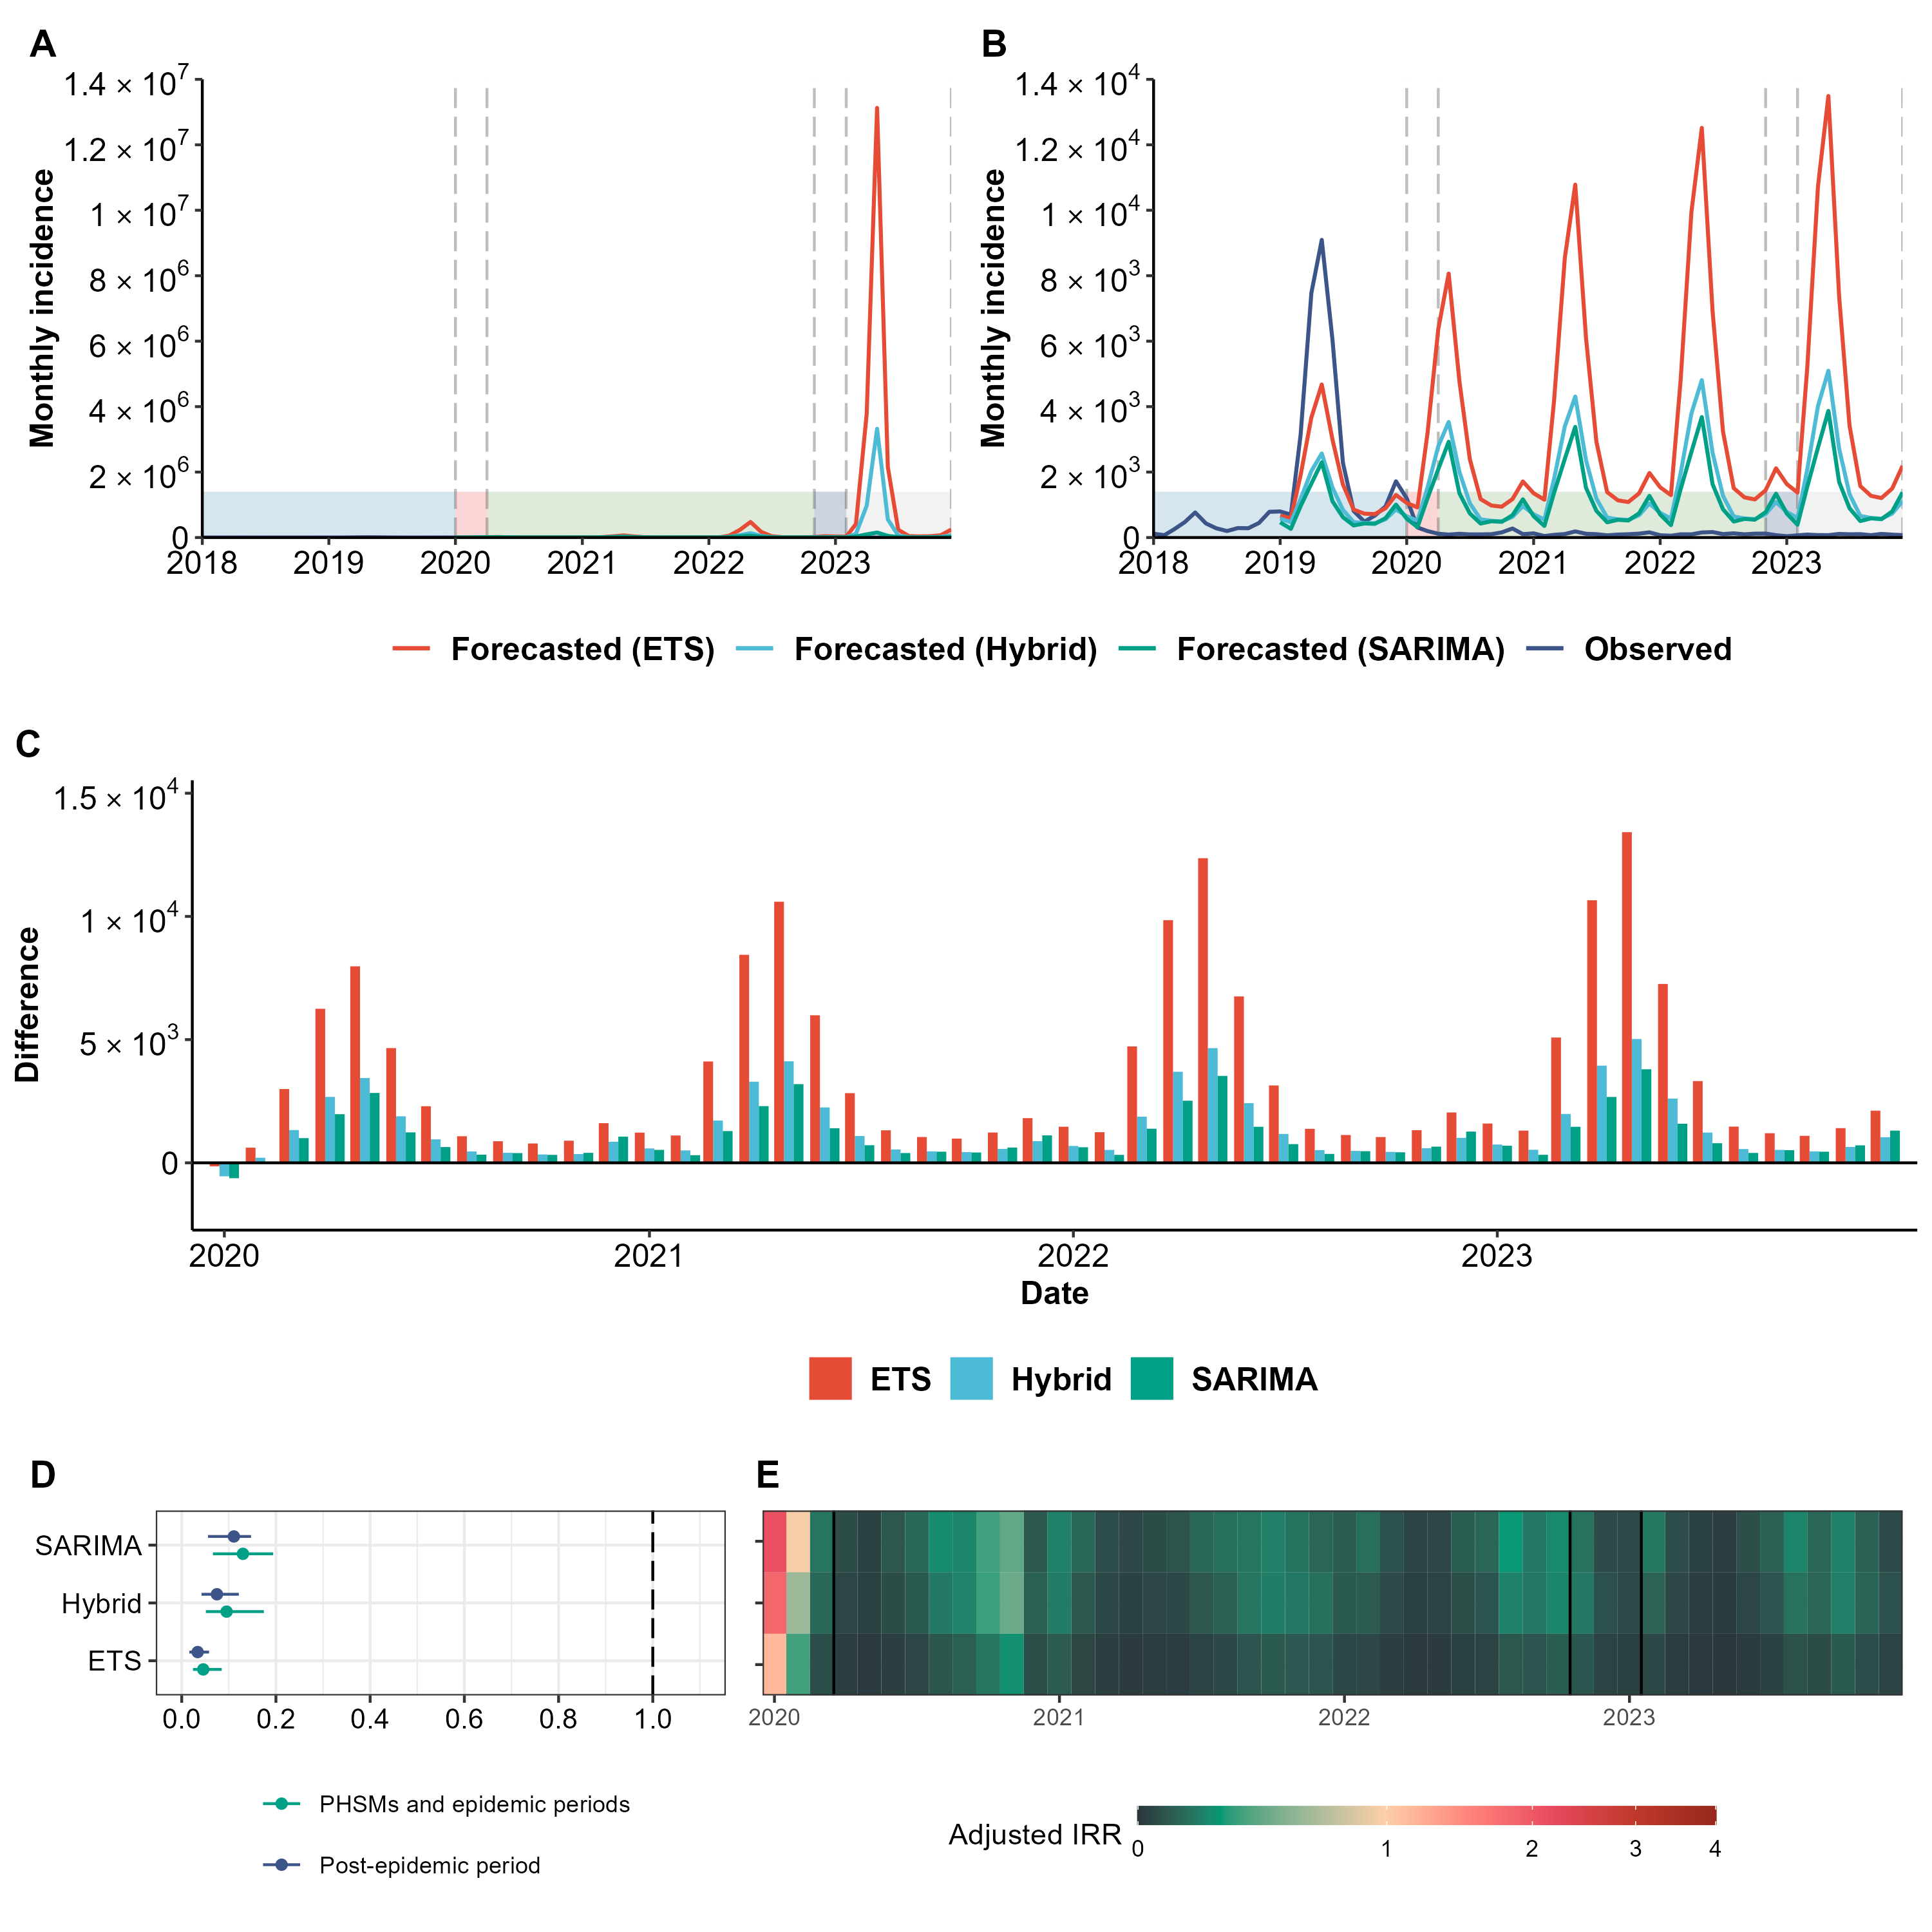 A
Monthly incidence
1.4 × 10^7
1.2 × 10^7
1 × 10^7
8 × 10^6
6 × 10^6
4 × 10^6
2 × 10^6
0
2018 2019 2020 2021 2022 2023
B
Monthly incidence
1.4 × 10^4
1.2 × 10^4
1 × 10^4
8 × 10^3
6 × 10^3
4 × 10^3
2 × 10^3
0
2018 2019 2020 2021 2022 2023
Forecasted (ETS) Forecasted (Hybrid) Forecasted (SARIMA) Observed
C
Difference
1.5 × 10^4
1 × 10^4
5 × 10^3
0
2020 2021 2022 2023
Date
ETS Hybrid SARIMA
D
SARIMA
Hybrid
ETS
0.0 0.2 0.4 0.6 0.8 1.0
PHSMs and epidemic periods
Post-epidemic period
E
2020 2021 2022 2023
Adjusted IRR
0 1 2 3 4